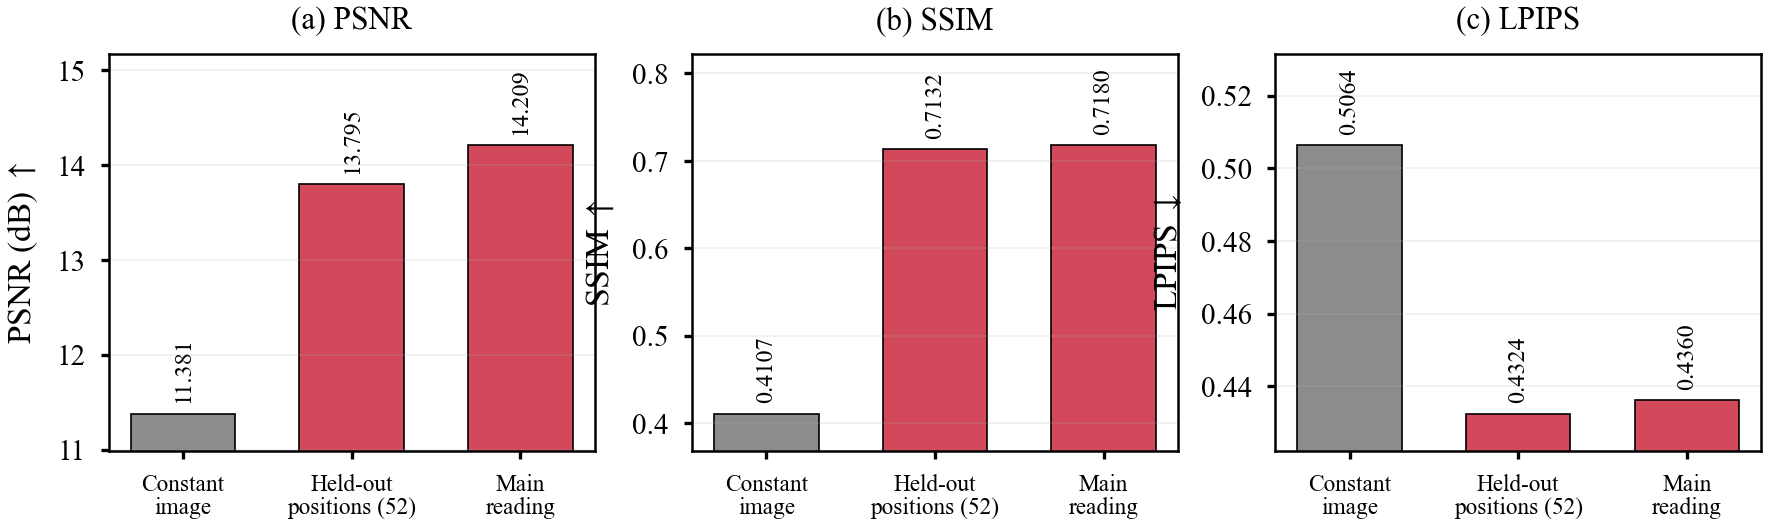 (a) PSNR
PSNR (dB) ↑
15
14
13
12
11
11.381
13.795
14.209
Constant
image
Held-out
positions (52)
Main
reading
(b) SSIM
SSIM ↑
0.8
0.7
0.6
0.5
0.4
0.4107
0.7132
0.7180
Constant
image
Held-out
positions (52)
Main
reading
(c) LPIPS
LPIPS ↓
0.52
0.50
0.48
0.46
0.44
0.5064
0.4324
0.4360
Constant
image
Held-out
positions (52)
Main
reading